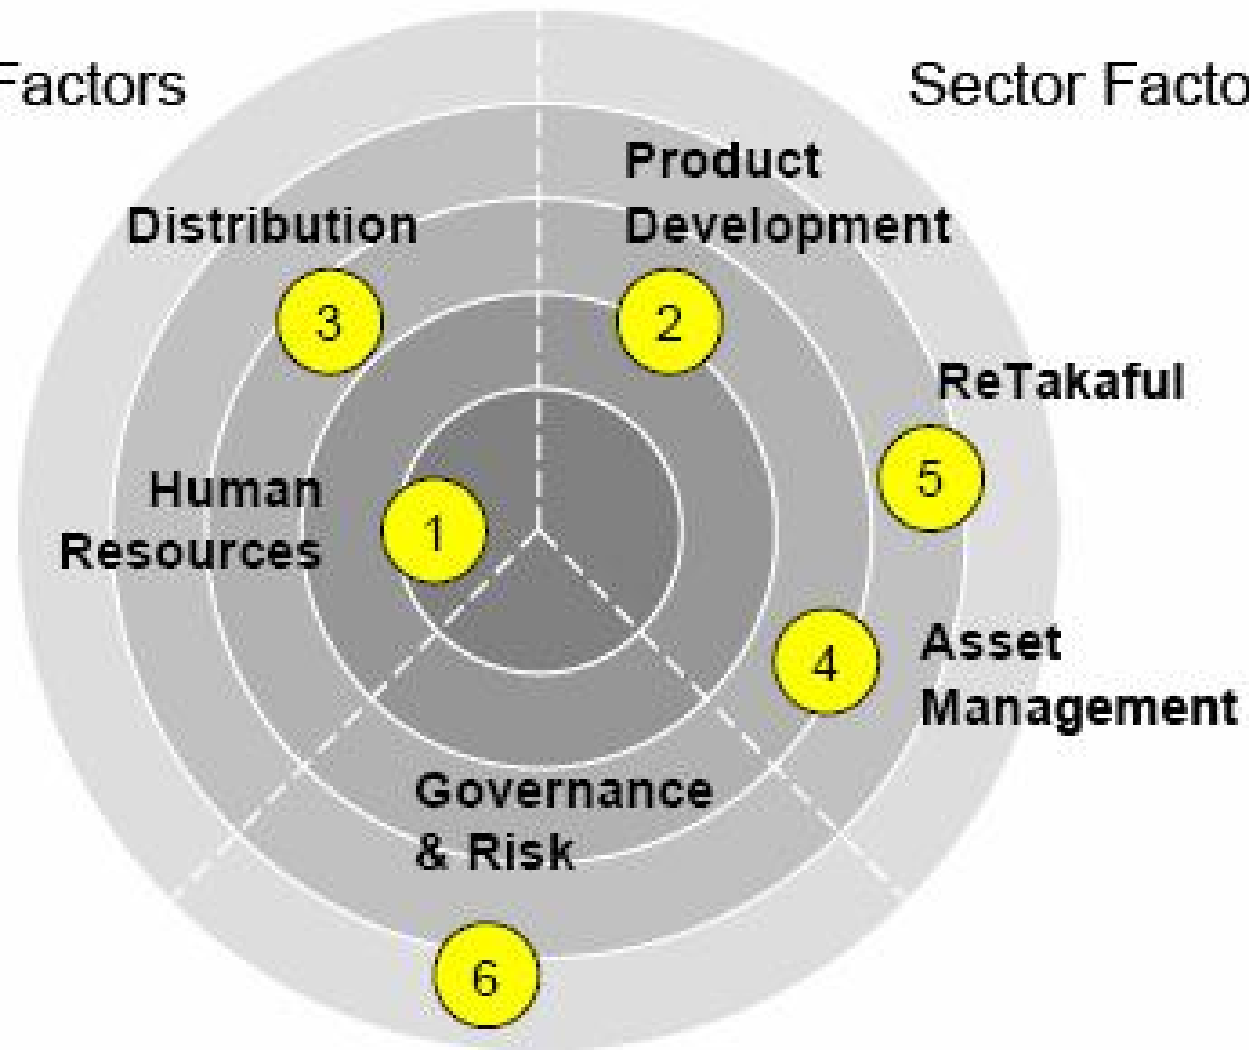 Factors
Sector Facto
Product
Development
Distribution
3
2
ReTakaful
5
Human
Resources
1
4
Asset
Management
Governance
& Risk
6